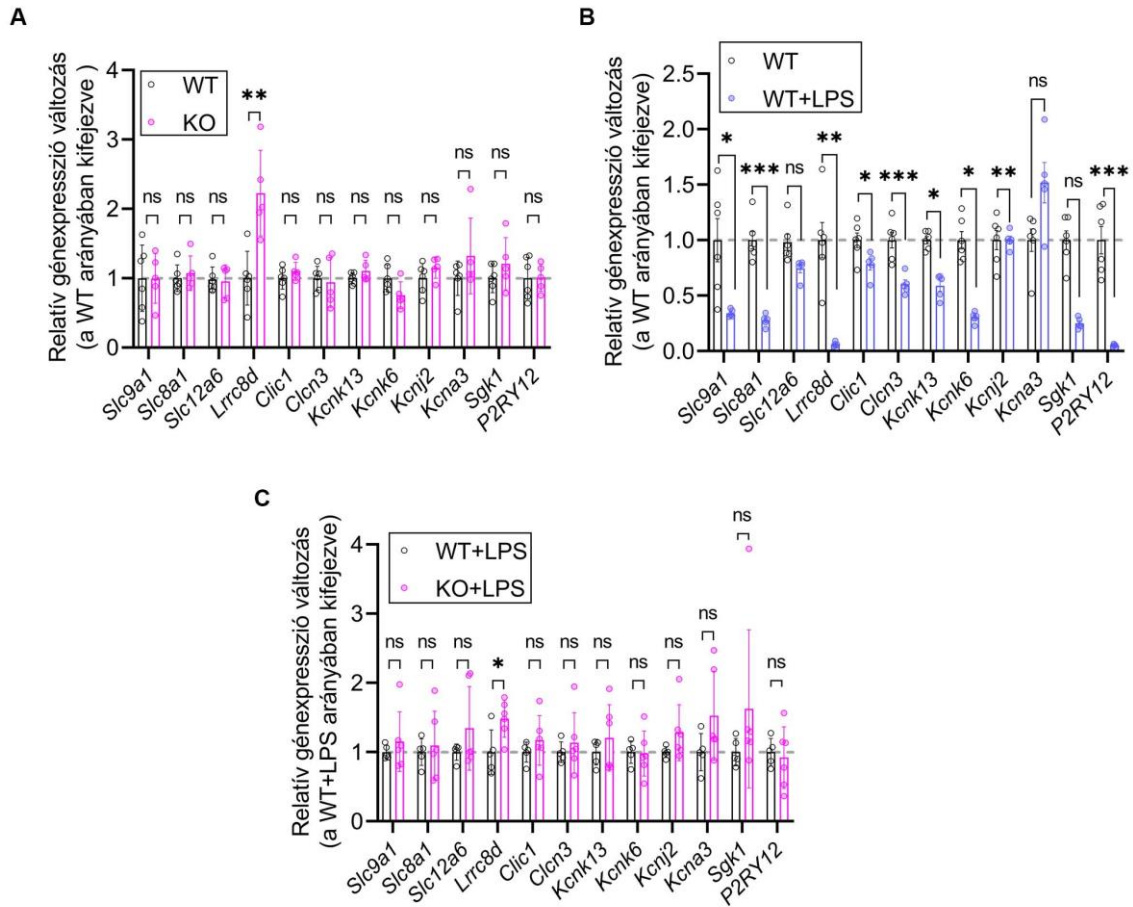 A
Relatív génexpresszió változás
(a WT arányában kifejezve )
4
3
2
1
0
WT
KO
ns
ns
ns
**
ns
ns
ns
ns
ns
ns
ns
ns
Slc9a1
Slc8a1
Slc12a6
Lrrc8d
Clic1
Clcn3
Kcnk13
Kcnk6
Kcnj2
Kcna3
Sgk1
P2RY12
B
Relatív génexpresszió változás
(a WT arányában kifejezve)
2.5
2.0
1.5
1.0
0.5
0.0
WT
WT+LPS
*
***
ns
**
*
***
*
*
**
ns
ns
***
Slc9a1
Slc8a1
Slc12a6
Lrrc8d
Clic1
Clcn3
Kcnk13
Kcnk6
Kcnj2
Kcna3
Sgk1
P2RY12
C
Relatív génexpresszió változás
(a WT+LPS arányában kifejezve)
4
3
2
1
0
WT+LPS
KO+LPS
ns
ns
ns
*
ns
ns
ns
ns
ns
ns
ns
ns
Slc9a1
Slc8a1
Slc12a6
Lrrc8d
Clic1
Clcn3
Kcnk13
Kcnk6
Kcnj2
Kcna3
Sgk1
P2RY12